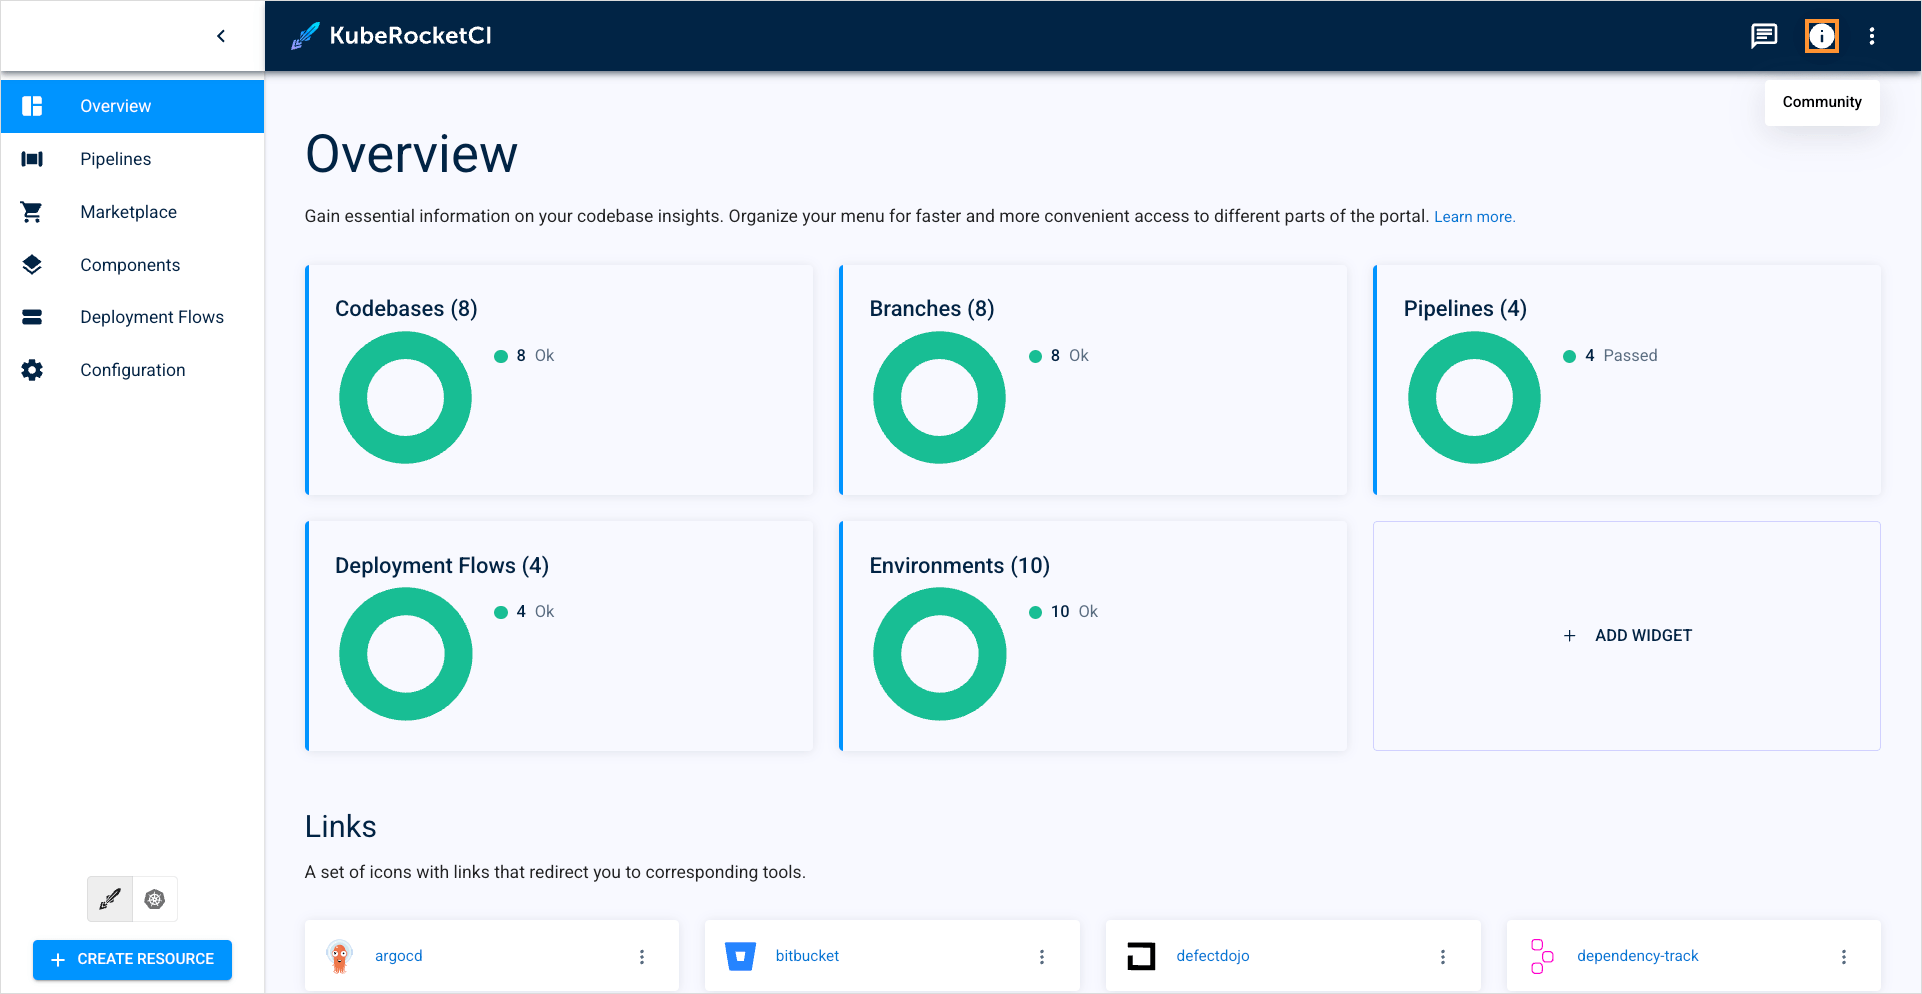 KubeRocketCI
Community
Overview
Pipelines
Marketplace
Components
Deployment Flows
Configuration
CREATE RESOURCE
Overview
Gain essential information on your codebase insights. Organize your menu for faster and more convenient access to different parts of the portal. Learn more.
Codebases (8)
8 Ok
Branches (8)
8 Ok
Pipelines (4)
4 Passed
Deployment Flows (4)
4 Ok
Environments (10)
10 Ok
+ ADD WIDGET
Links
A set of icons with links that redirect you to corresponding tools.
argocd
bitbucket
defectdojo
dependency-track